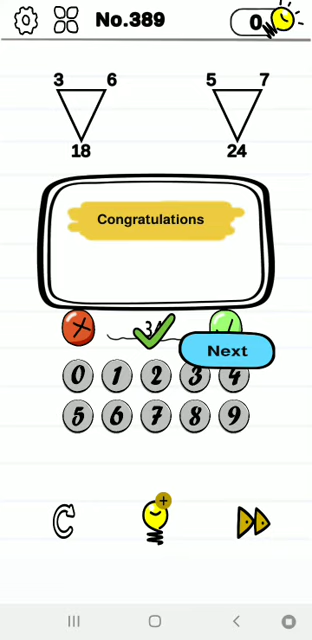 No.389
0
3 6 5 7
18 24
Congratulations
Next
0 1 2 3 4
5 6 7 8 9